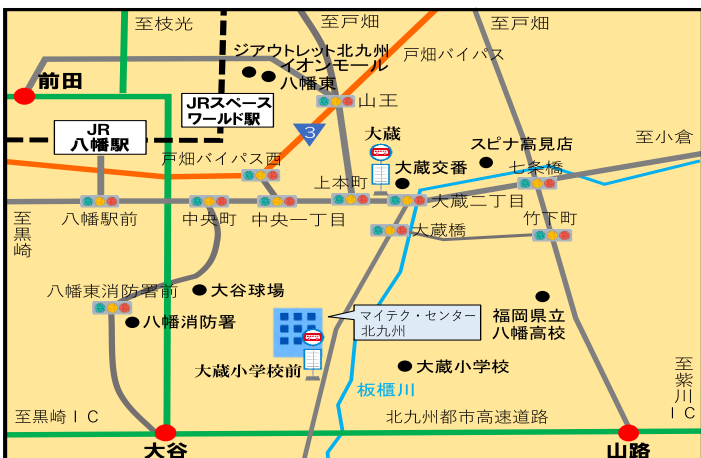 至枝光
至戸畑
至戸畑
ジアウトレット北九州
イオンモール
八幡東
戸畑バイパス
前田
JRスペース
ワールド駅
山王
3
大蔵
JR
八幡駅
至小倉
スピナ高見店
戸畑バイパス西
大蔵交番
七条橋
上本町
至黒崎
八幡駅前
中央町
中央一丁目
大蔵二丁目
竹下町
大蔵橋
八幡東消防署前
大谷球場
八幡消防署
マイテク・センター
北九州
福岡県立
八幡高校
大蔵小学校前
大蔵小学校
板櫃川
至紫川IC
至黒崎IC
北九州都市高速道路
大谷
山路